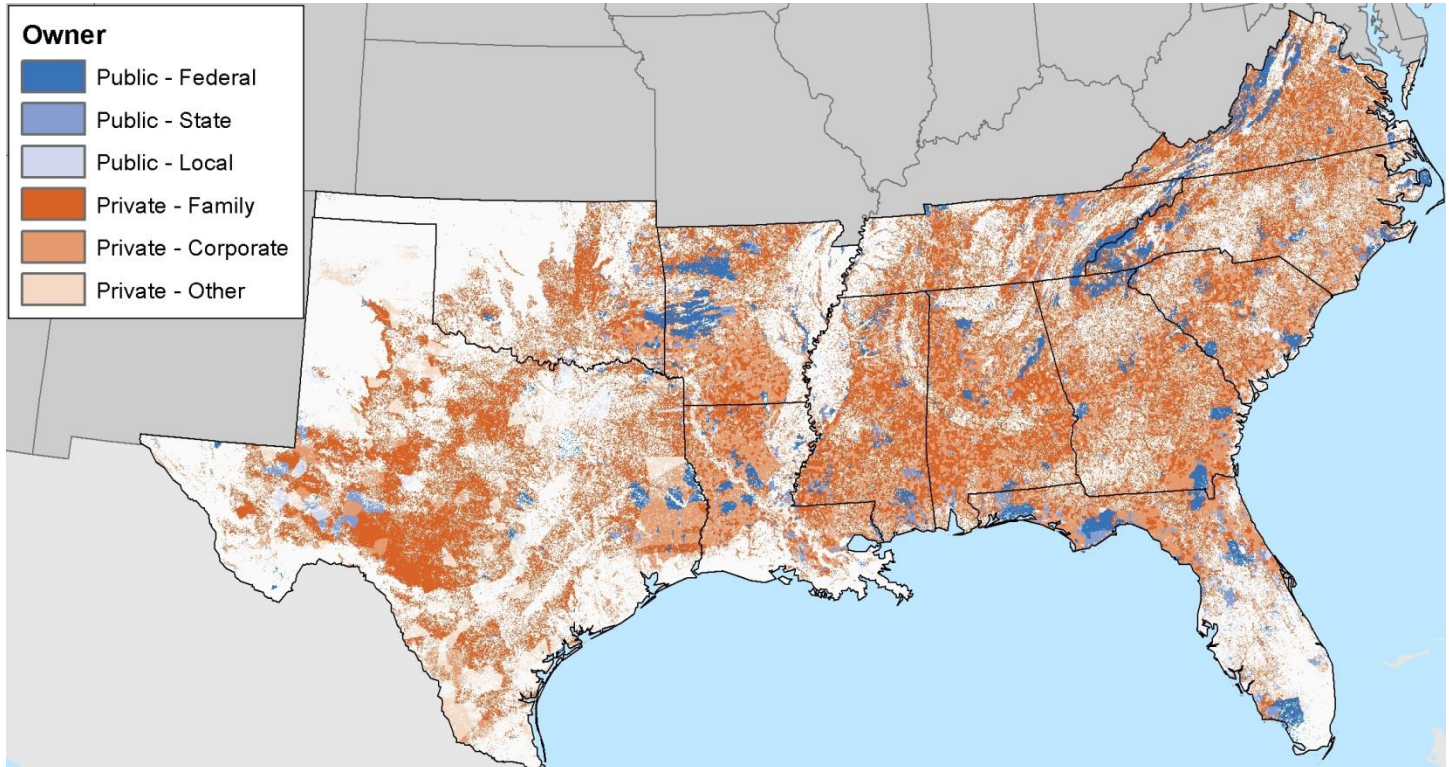 Owner
Public - Federal
Public - State
Public - Local
Private - Family
Private - Corporate
Private - Other